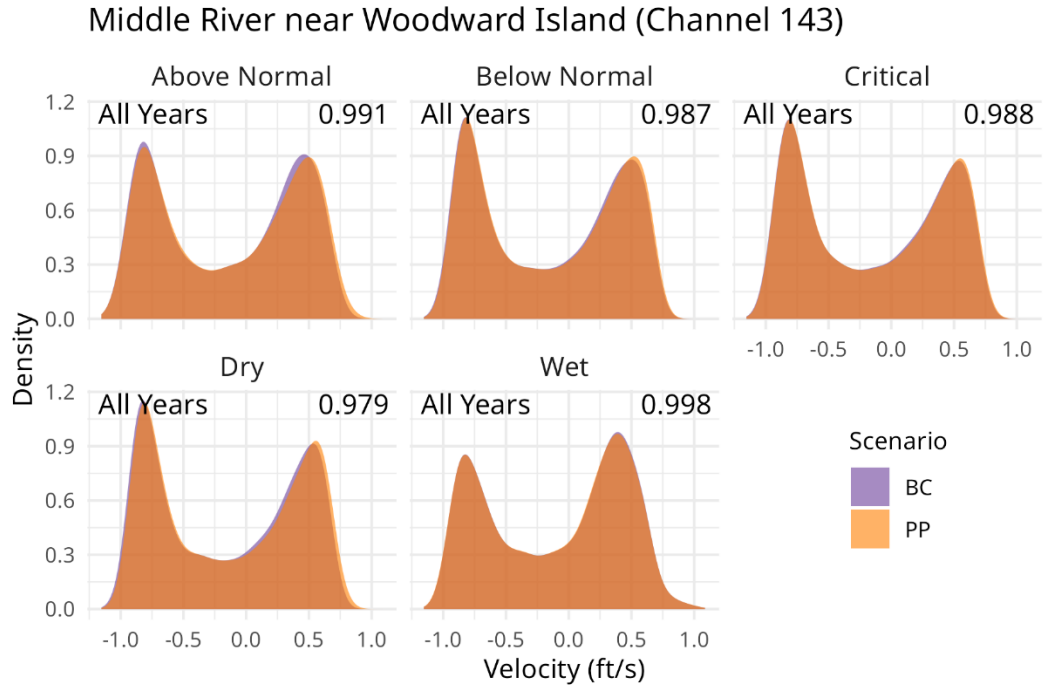 Middle River near Woodward Island (Channel 143)
Above Normal
Below Normal
Critical
1.2
0.9
0.6
0.3
0.0
All Years 0.991
All Years 0.987
All Years 0.988
-1.0 -0.5 0.0 0.5 1.0
Density
Dry
Wet
1.2
0.9
0.6
0.3
0.0
All Years 0.979
All Years 0.998
-1.0 -0.5 0.0 0.5 1.0
-1.0 -0.5 0.0 0.5 1.0
Velocity (ft/s)
Scenario
BC
PP